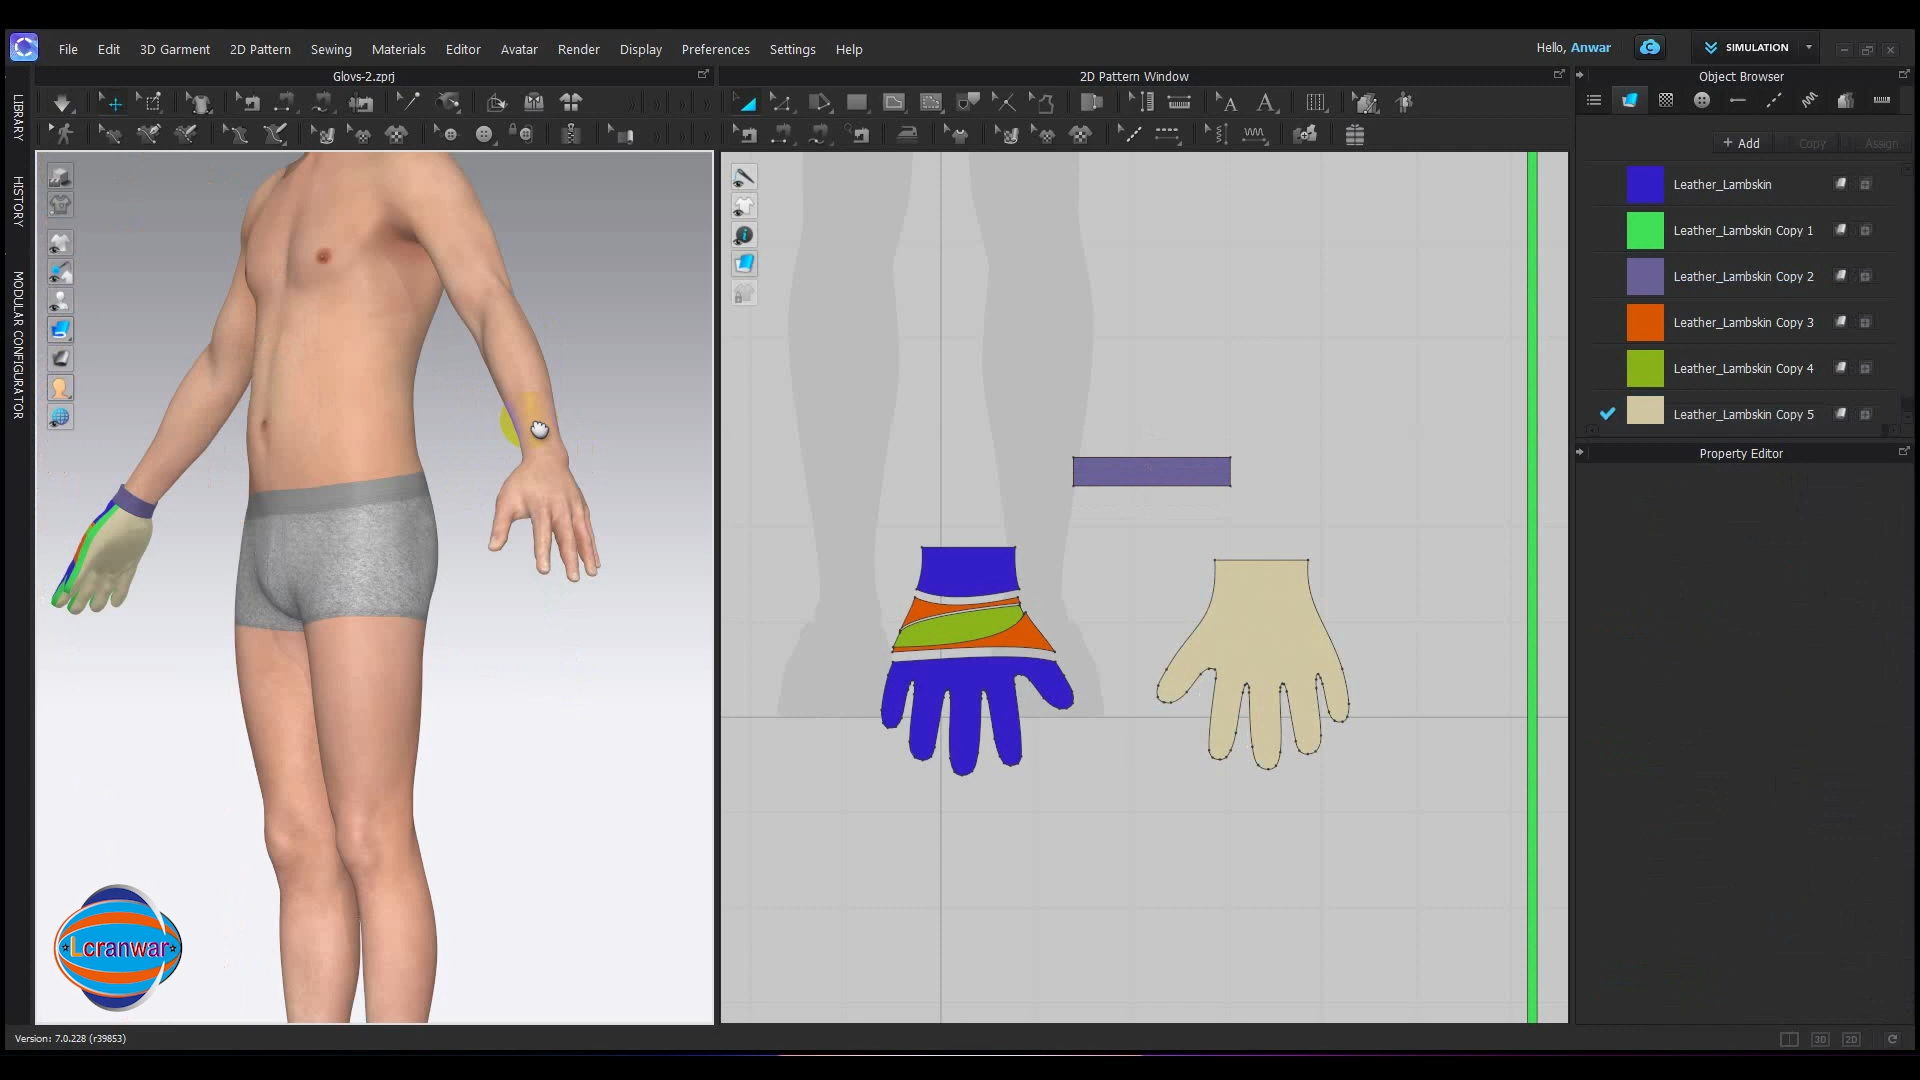 File Edit 3D Garment 2D Pattern Sewing Materials Editor Avatar Render Display Preferences Settings Help
Hello, Anwar
SIMULATION
Glovs-2.zprj
2D Pattern Window
Object Browser
LIBRARY
HISTORY
MODULAR CONFIGURATOR
+ Add Copy Assign
Leather_Lambskin
Leather_Lambskin Copy 1
Leather_Lambskin Copy 2
Leather_Lambskin Copy 3
Leather_Lambskin Copy 4
Leather_Lambskin Copy 5
Property Editor
Lcranwar
Version: 7.0.228 (r39853)
3D 2D